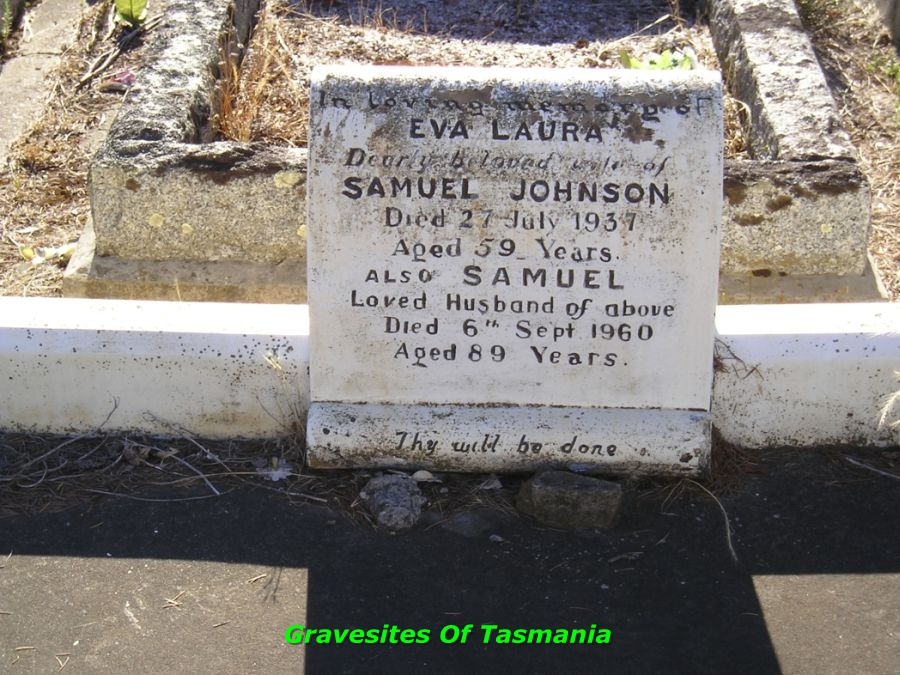 In loving memory of
EVA LAURA
Dearly beloved wife of
SAMUEL JOHNSON
Died 27 July 1937
Aged 59 Years.
ALSO SAMUEL
Loved Husband of above
Died 6th Sept 1960
Aged 89 Years.
Thy will be done
Gravesites Of Tasmania